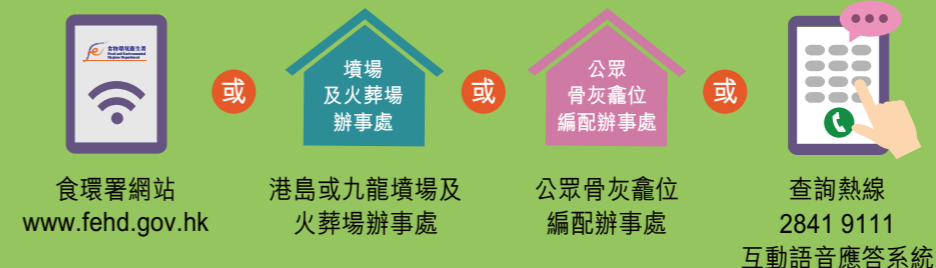 食物環境衞生署
Food and Environmental
Hygiene Department
或
墳場
及火葬場
辦事處
或
公眾
骨灰龕位
編配辦事處
或
食環署網站
www.fehd.gov.hk
港島或九龍墳場及
火葬場辦事處
公眾骨灰龕位
編配辦事處
查詢熱線
2841 9111
互動語音應答系統